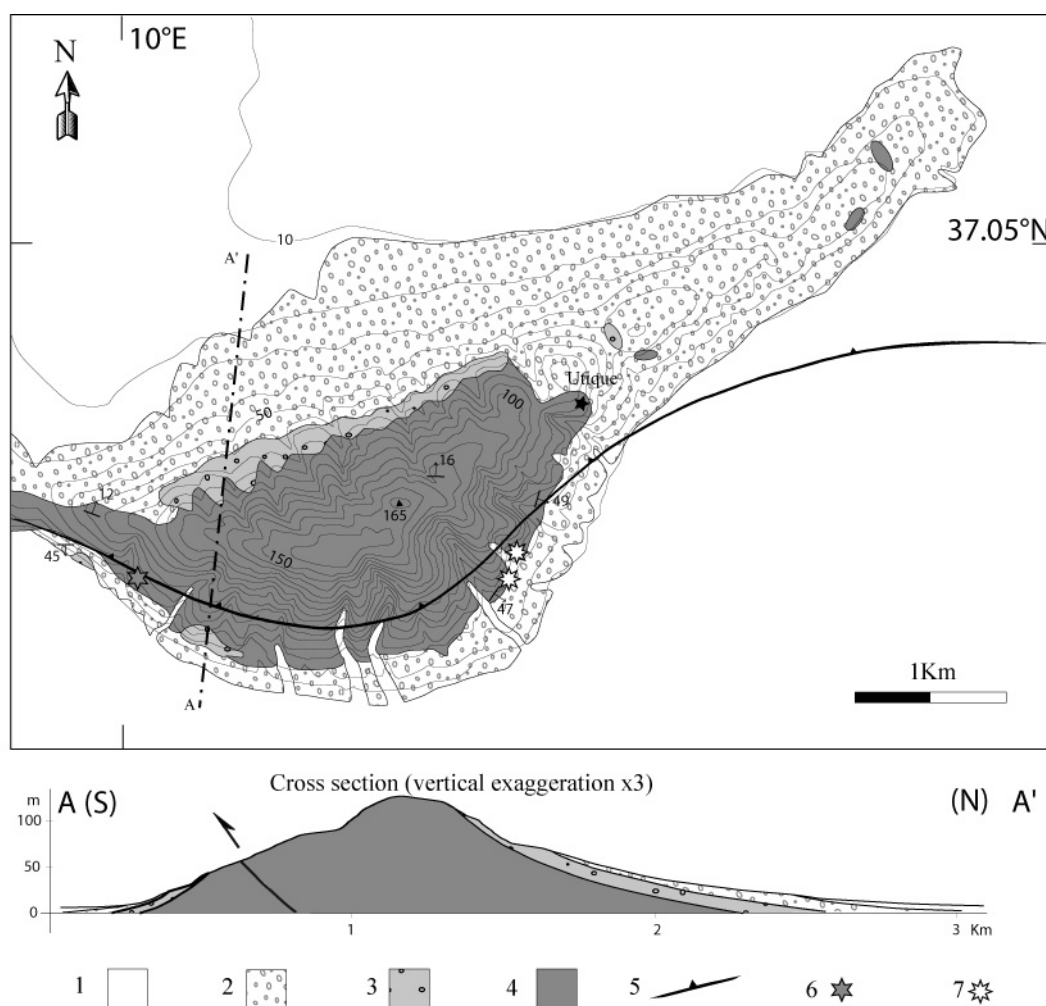 10°E
N
10
37.05°N
A'
Utique
50
100
16
12
165
49
45
150
47
A
1Km
Cross section (vertical exaggeration x3)
m A (S) (N) A'
100
50
0
1 2 3 Km
1 2 3 4 5 6 7